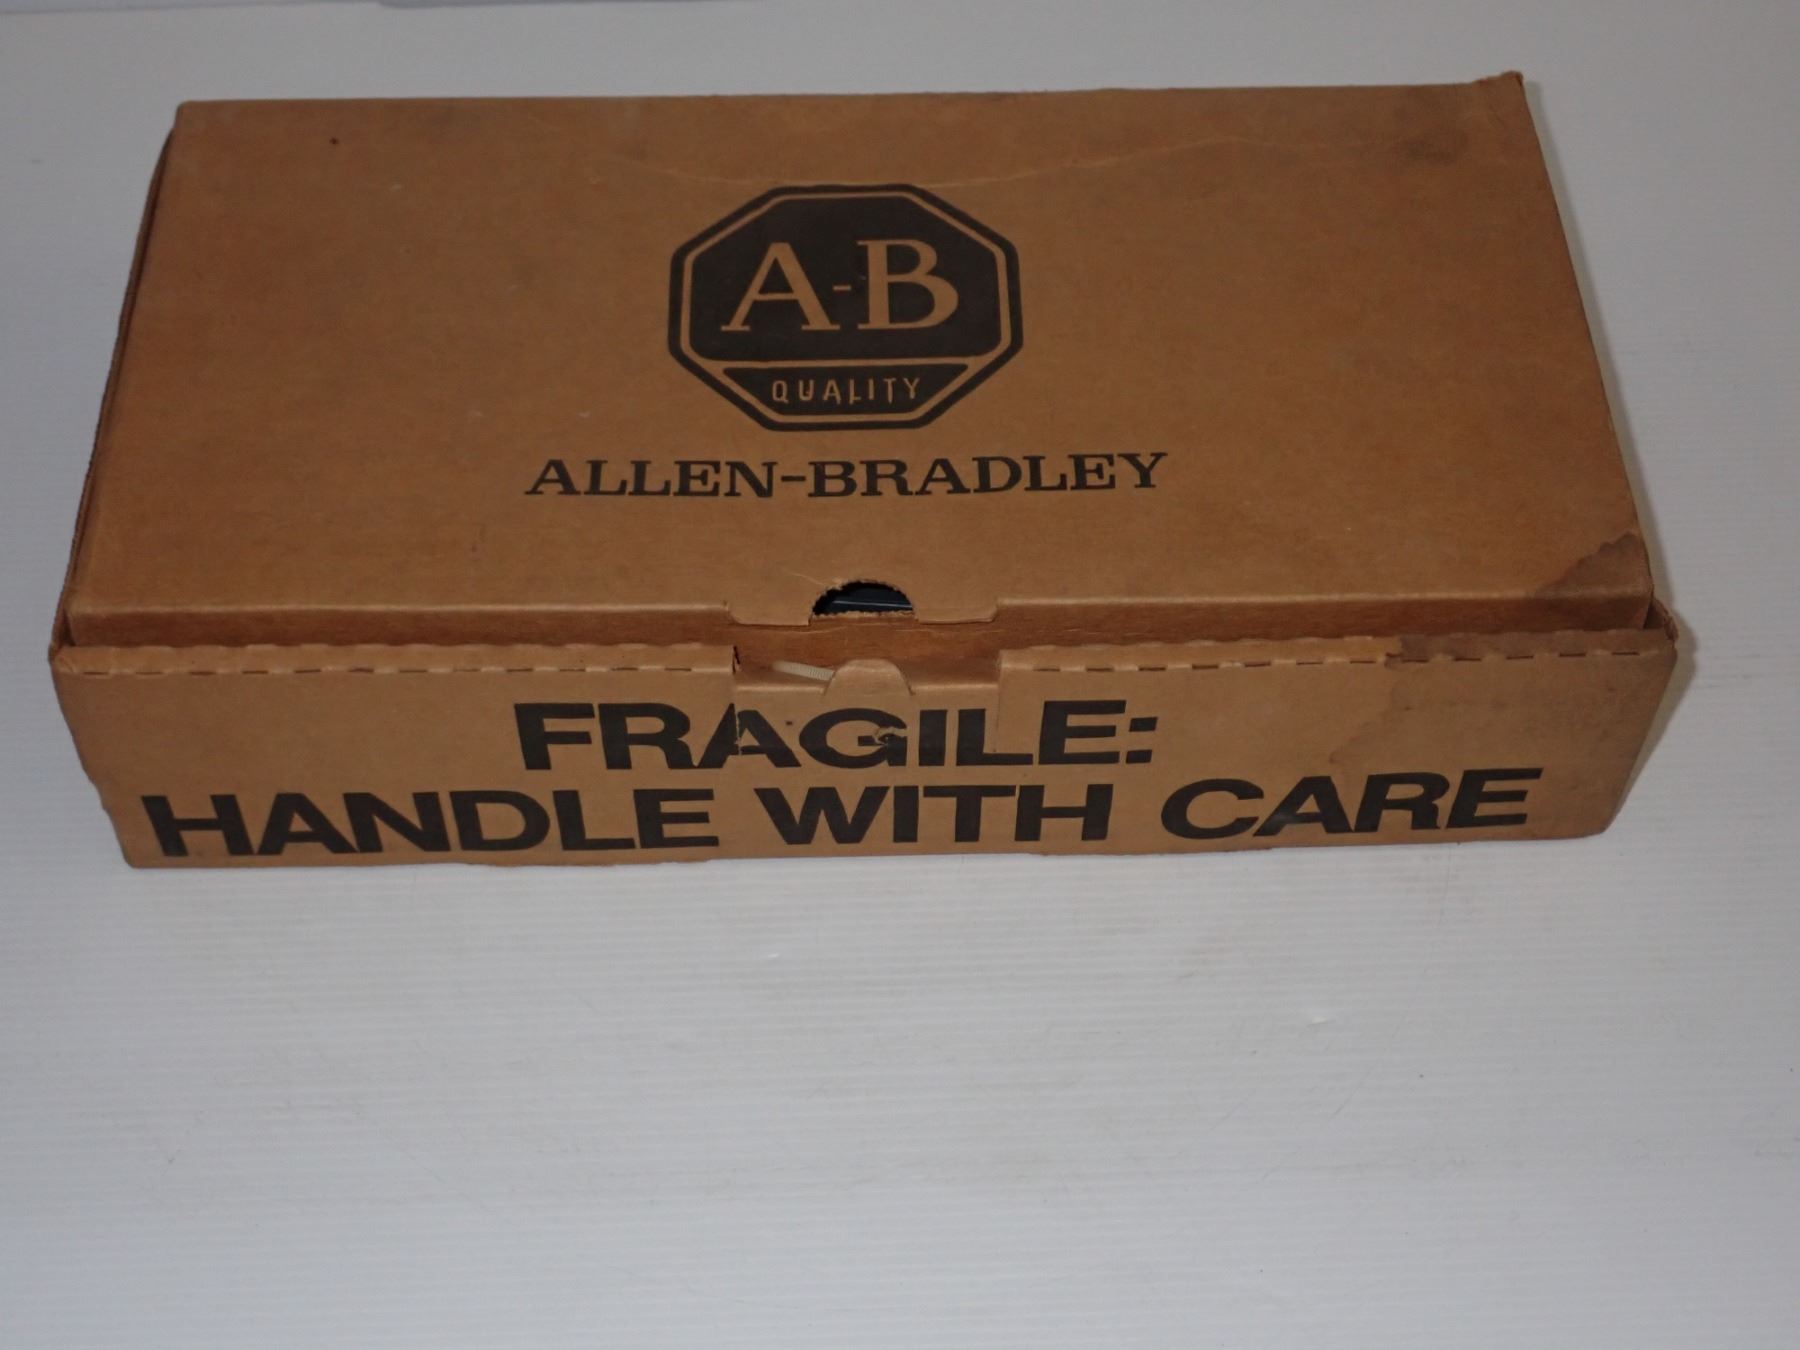 A-B
QUALITY
ALLEN-BRADLEY
FRAGILE:
HANDLE WITH CARE